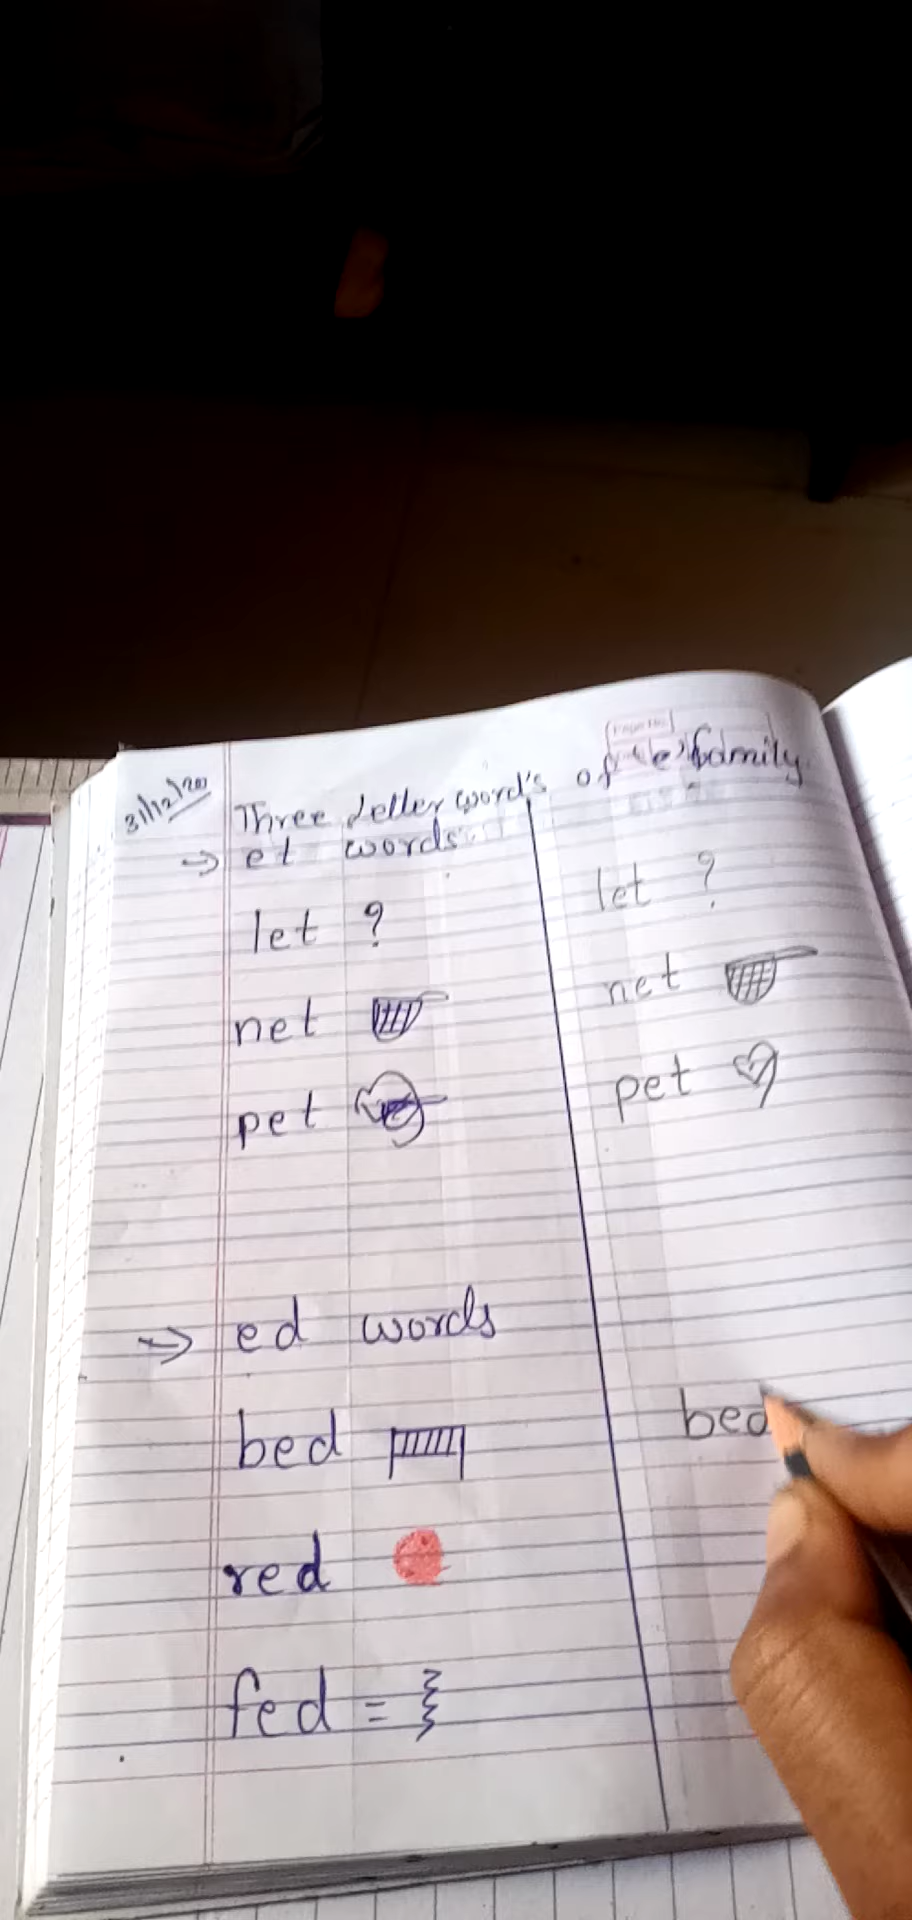 31/12/20
Three Letter word's of 'e' family
⇒ et words
let ? let ?
net net
pet pet
⇒ ed words
bed bed
red
fed =